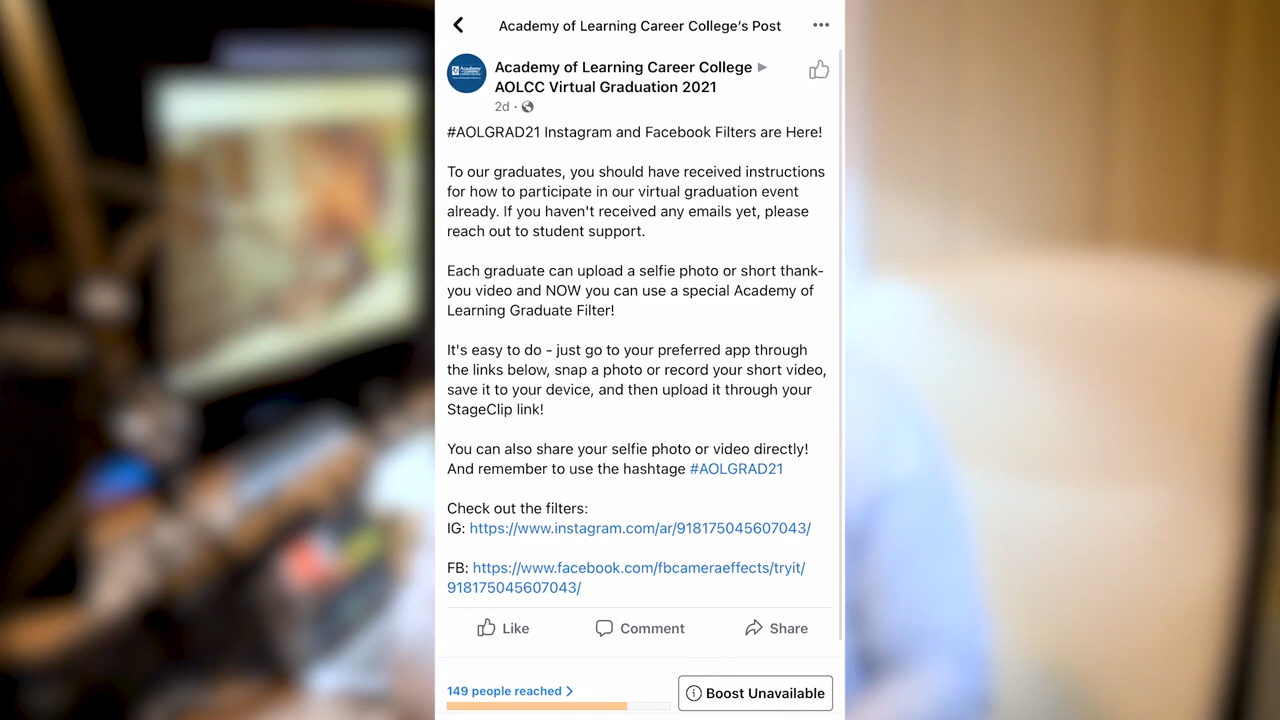 Academy of Learning Career College's Post
Academy of Learning Career College ▶
AOLCC Virtual Graduation 2021
2d ·
#AOLGRAD21 Instagram and Facebook Filters are Here!
To our graduates, you should have received instructions
for how to participate in our virtual graduation event
already. If you haven't received any emails yet, please
reach out to student support.
Each graduate can upload a selfie photo or short thank-
you video and NOW you can use a special Academy of
Learning Graduate Filter!
It's easy to do - just go to your preferred app through
the links below, snap a photo or record your short video,
save it to your device, and then upload it through your
StageClip link!
You can also share your selfie photo or video directly!
And remember to use the hashtage #AOLGRAD21
Check out the filters:
IG: https://www.instagram.com/ar/918175045607043/
FB: https://www.facebook.com/fbcameraeffects/tryit/
918175045607043/
Like Comment Share
149 people reached >
Boost Unavailable